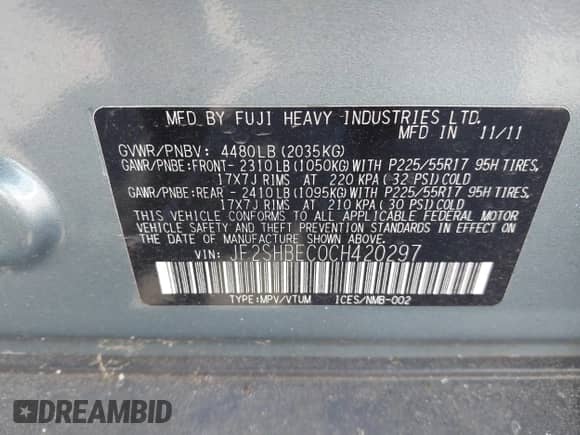 MFD. BY FUJI HEAVY INDUSTRIES LTD.
MFD IN 11/11
GVWR/PNBV: 4480LB (2035KG)
GAWR/PNBE:FRONT- 2310LB(1050KG)WITH P225/55R17 95H TIRES,
17X7J RIMS AT 220 KPA (32 PSI)COLD
GAWR/PNBE:REAR - 2410LB(1095KG)WITH P225/55R17 95H TIRES,
17X7J RIMS AT 210 KPA (30 PSI)COLD
THIS VEHICLE CONFORMS TO ALL APPLICABLE FEDERAL MOTOR
VEHICLE SAFETY AND THEFT PREVENTION STANDARDS IN EFFECT
ON THE DATE OF MANUFACTURE SHOWN ABOVE.
VIN: JF2SHBEC0CH420297
TYPE:MPV/VTUM ICES/NMB-002
DREAMBID